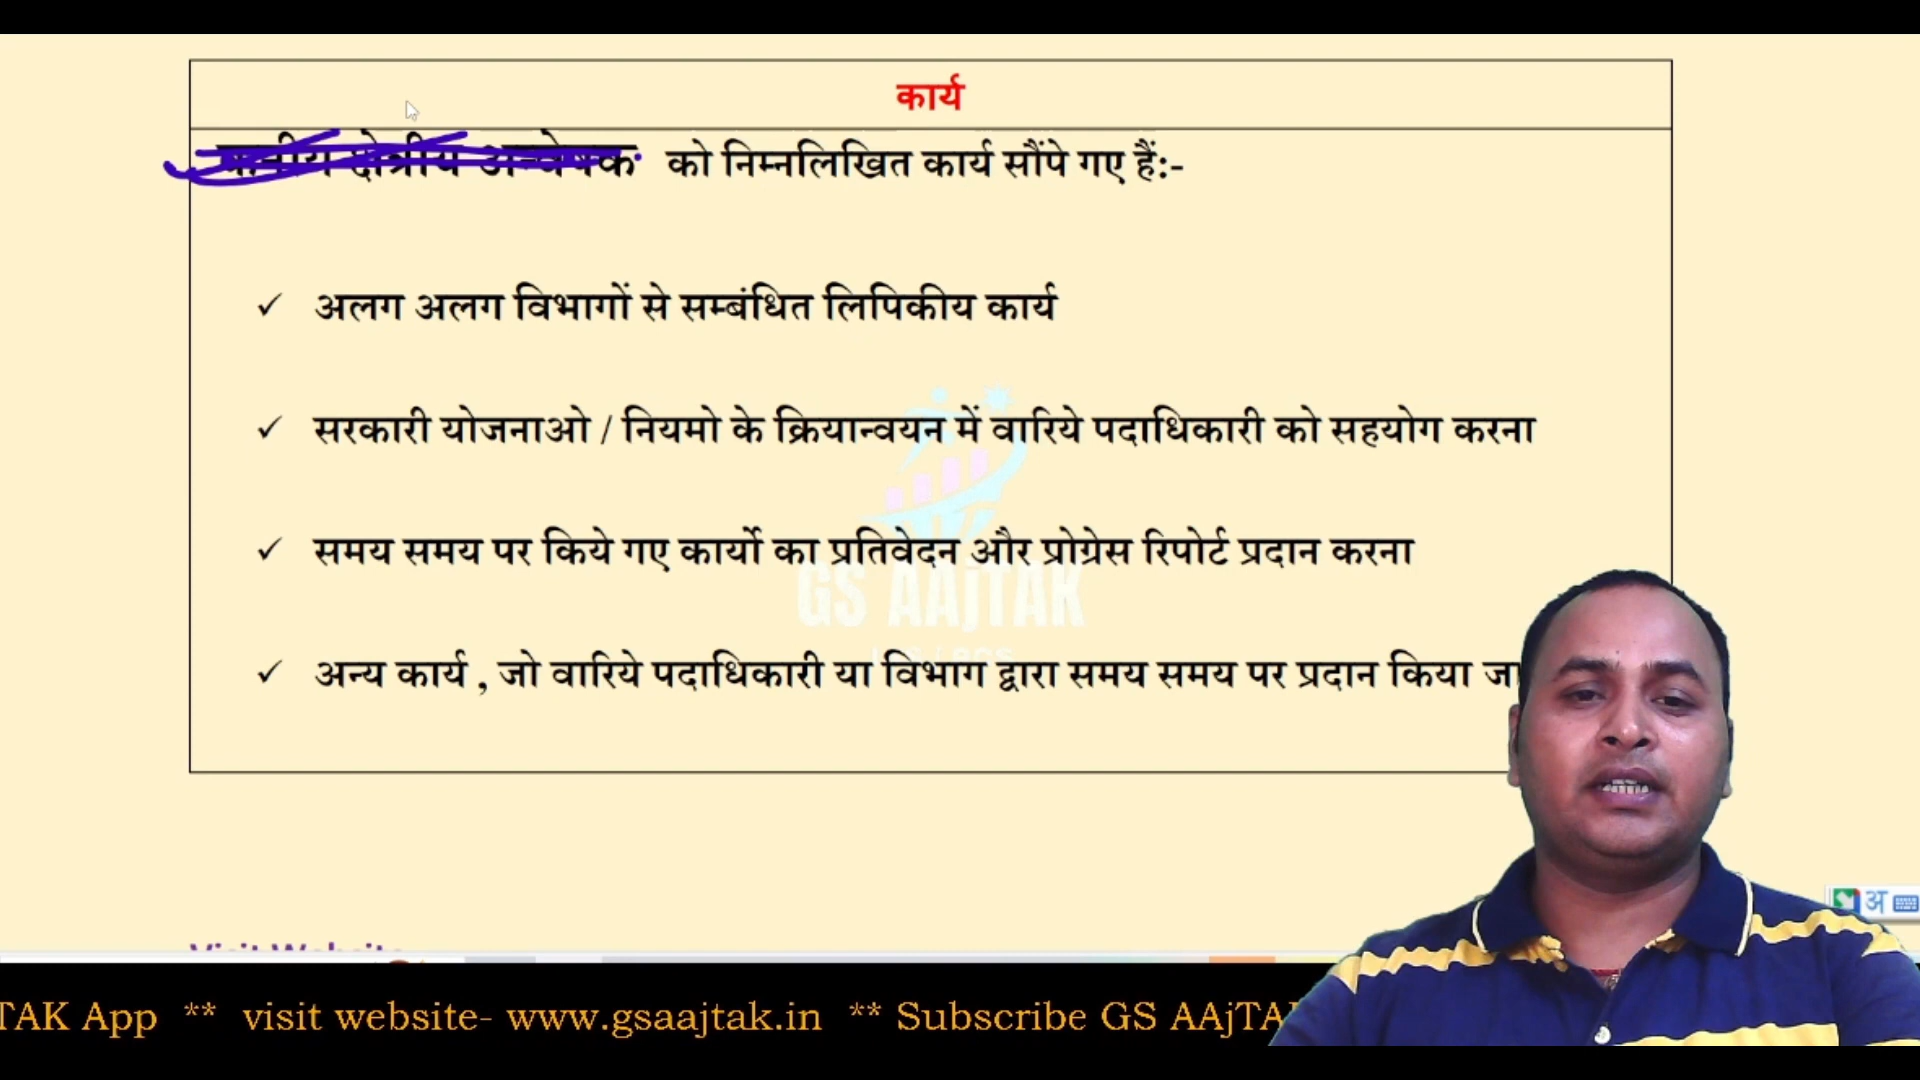 कार्य
को निम्नलिखित कार्य सौंपे गए हैं:-
✓ अलग अलग विभागों से सम्बंधित लिपिकीय कार्य
✓ सरकारी योजनाओ / नियमो के क्रियान्वयन में वारिये पदाधिकारी को सहयोग करना
✓ समय समय पर किये गए कार्यो का प्रतिवेदन और प्रोग्रेस रिपोर्ट प्रदान करना
GS AAjTAK
✓ अन्य कार्य , जो वारिये पदाधिकारी या विभाग द्वारा समय समय पर प्रदान किया
अ
TAK App ** visit website- www.gsaajtak.in ** Subscribe GS AAjTA